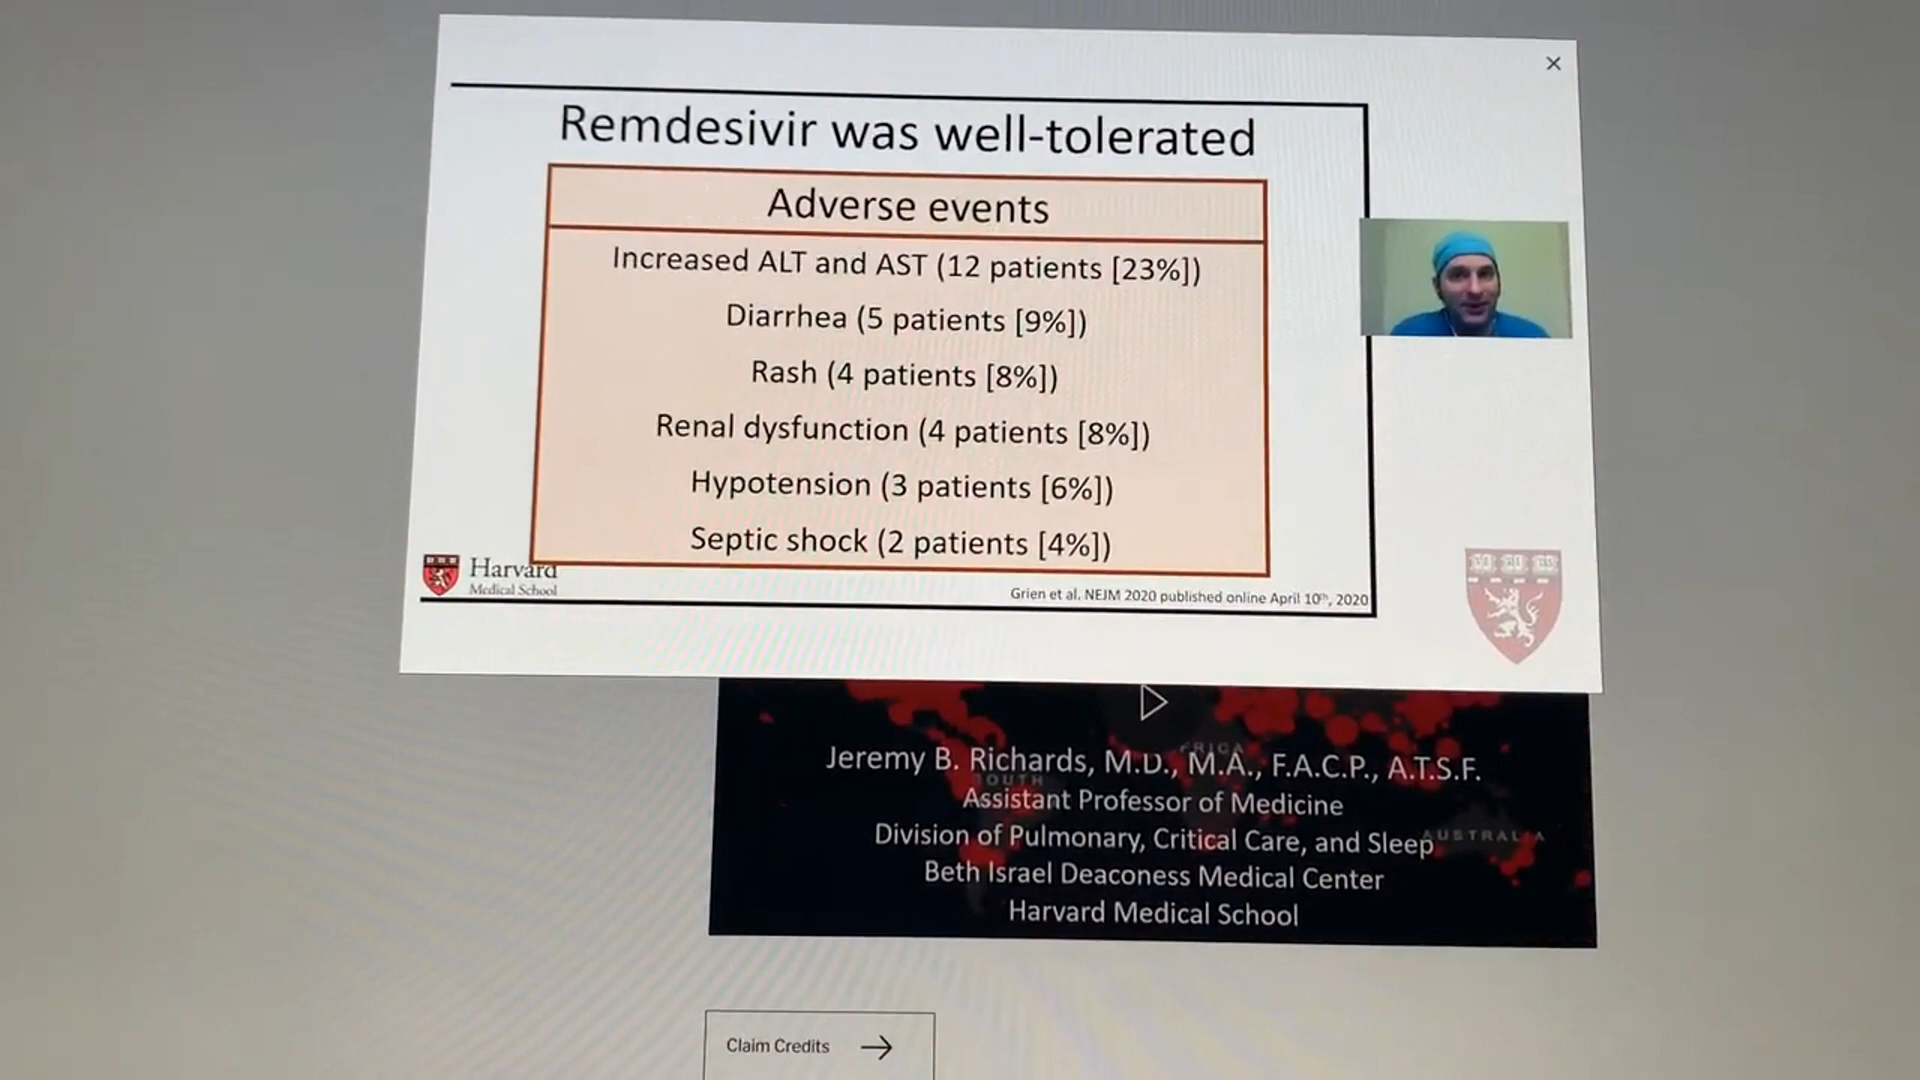 Remdesivir was well-tolerated
Adverse events
Increased ALT and AST (12 patients [23%])
Diarrhea (5 patients [9%])
Rash (4 patients [8%])
Renal dysfunction (4 patients [8%])
Hypotension (3 patients [6%])
Septic shock (2 patients [4%])
Harvard
Medical School
Grien et al. NEJM 2020 published online April 10th, 2020
Jeremy B. Richards, M.D., M.A., F.A.C.P., A.T.S.F.
Assistant Professor of Medicine
Division of Pulmonary, Critical Care, and Sleep
Beth Israel Deaconess Medical Center
Harvard Medical School
SOUTH
AUSTRALIA
Claim Credits